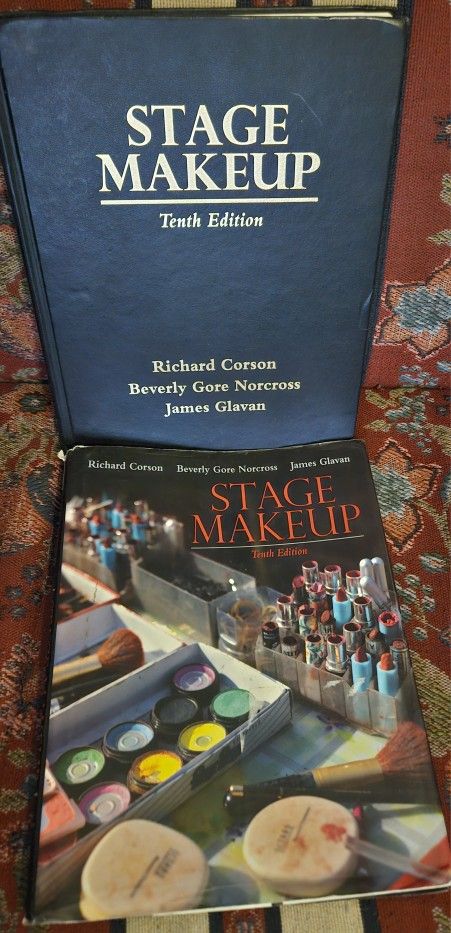 STAGE
MAKEUP
Tenth Edition
Richard Corson
Beverly Gore Norcross
James Glavan
Richard Corson Beverly Gore Norcross James Glavan
STAGE
MAKEUP
Tenth Edition